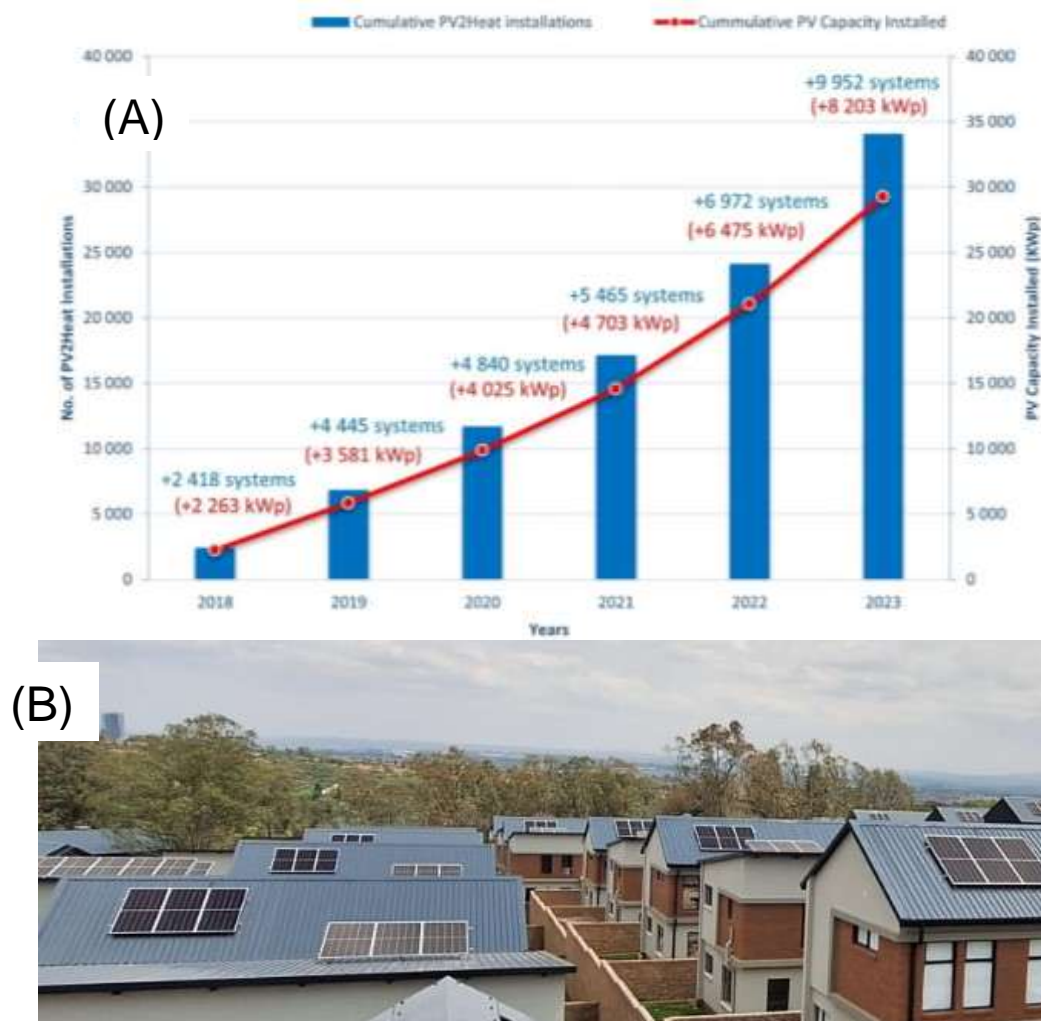 Cumulative PV2Heat installations Cummulative PV Capacity Installed
(A)
No. of PV2Heat Installations
40 000
30 000
25 000
20 000
15 000
10 000
5 000
0
+2 418 systems
(+2 263 kWp)
+4 445 systems
(+3 581 kWp)
+4 840 systems
(+4 025 kWp)
+5 465 systems
(+4 703 kWp)
+6 972 systems
(+6 475 kWp)
+9 952 systems
(+8 203 kWp)
40 000
35 000
30 000
25 000
20 000
15 000
10 000
5 000
0
PV Capacity Installed (KWp)
2018 2019 2020 2021 2022 2023
Years
(B)